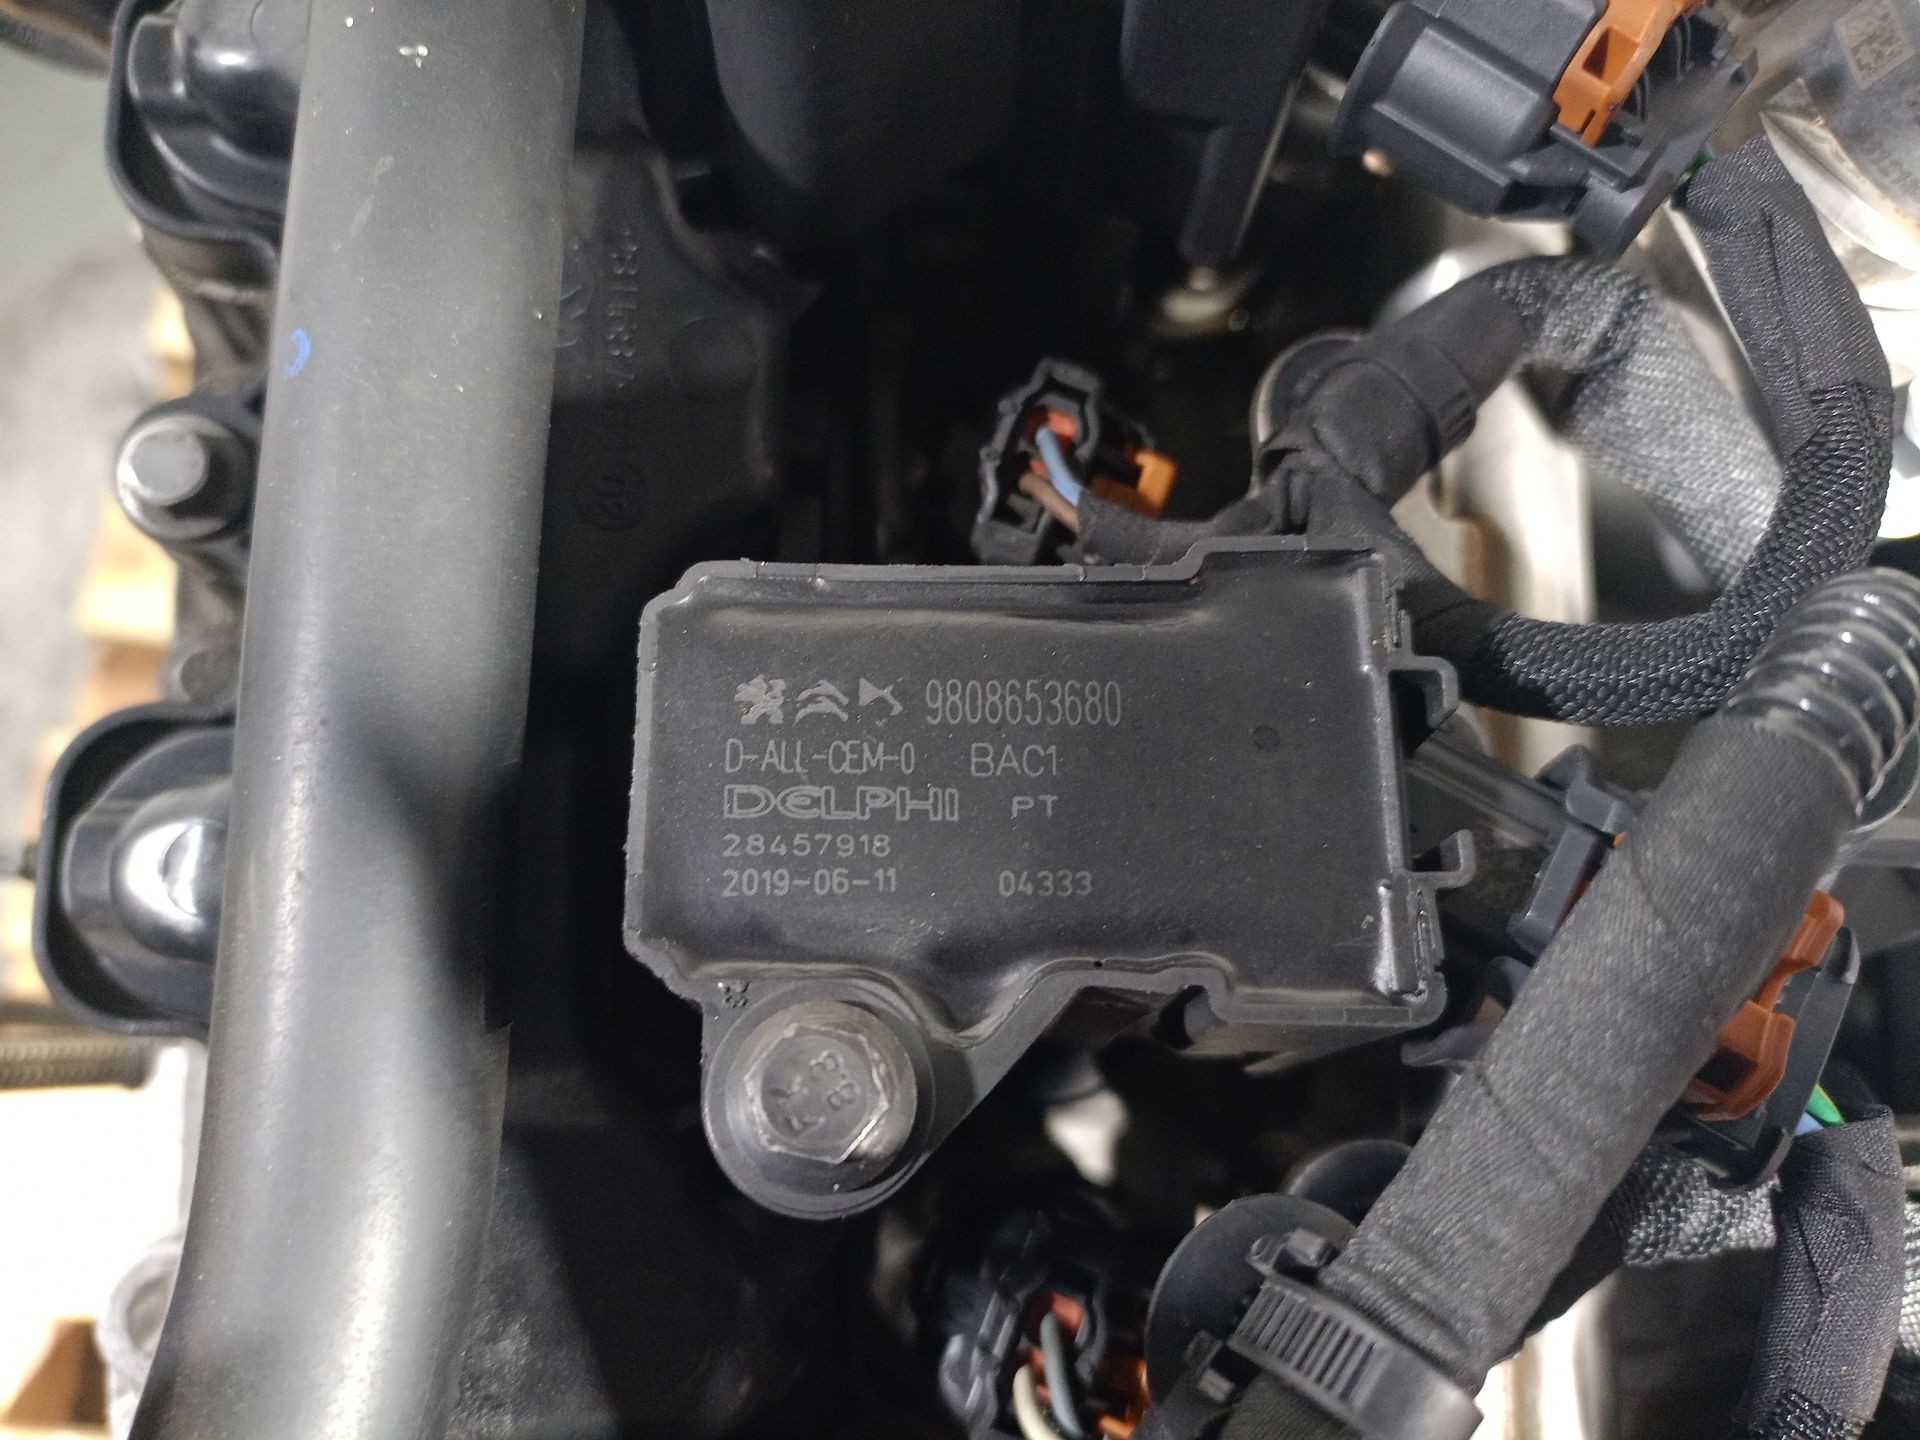 9808653680
D-ALL-CEM-0 BAC1
DELPHI PT
28457918
2019-06-11 04333